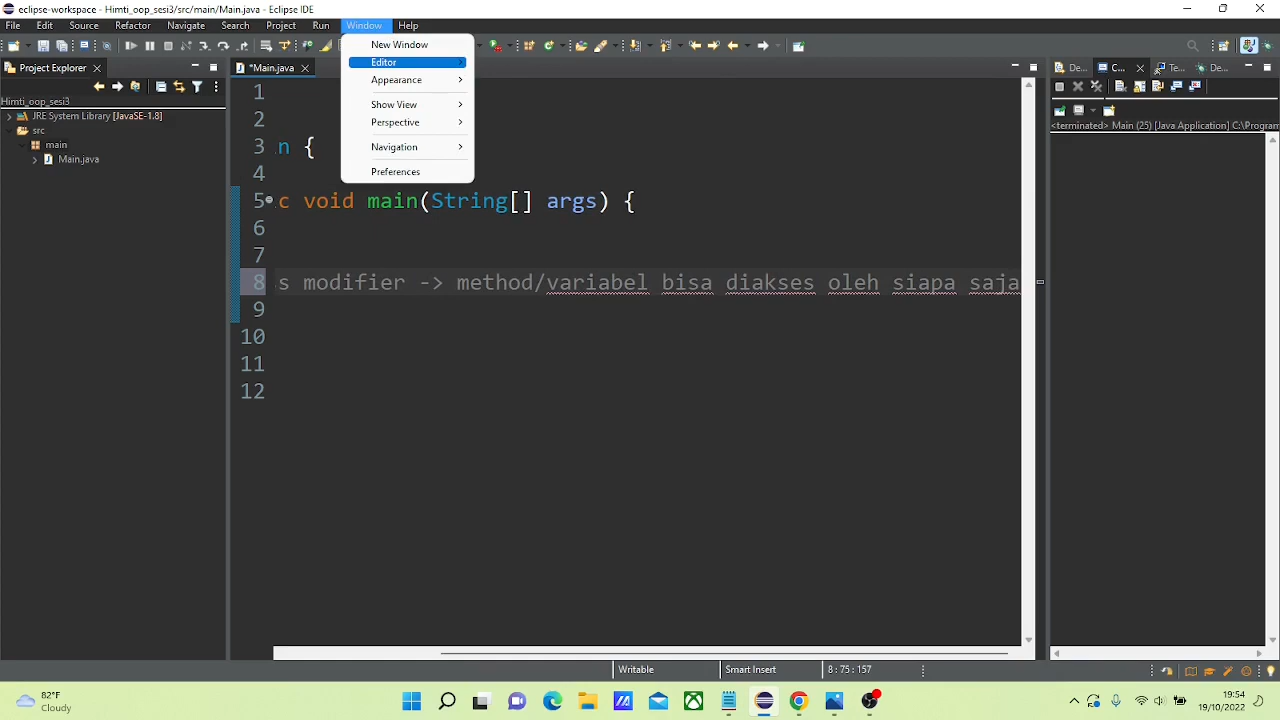 eclipse-workspace - Himti_oop_sesi3/src/main/Main.java - Eclipse IDE
File Edit Source Refactor Navigate Search Project Run Window Help
New Window
Editor
Appearance
Show View
Perspective
Navigation
Preferences
Project Explorer
*Main.java
De...
C...
Te...
De...
Himti_oop_sesi3
JRE System Library [JavaSE-1.8]
src
main
Main.java
<terminated> Main (25) [Java Application] C:\Program
1
2
3 n {
4
5 c void main(String[] args) {
6
7
8 s modifier -> method/variabel bisa diakses oleh siapa saja
9
10
11
12
Writable Smart Insert 8 : 75 : 157
82°F
Cloudy
19:54
19/10/2022